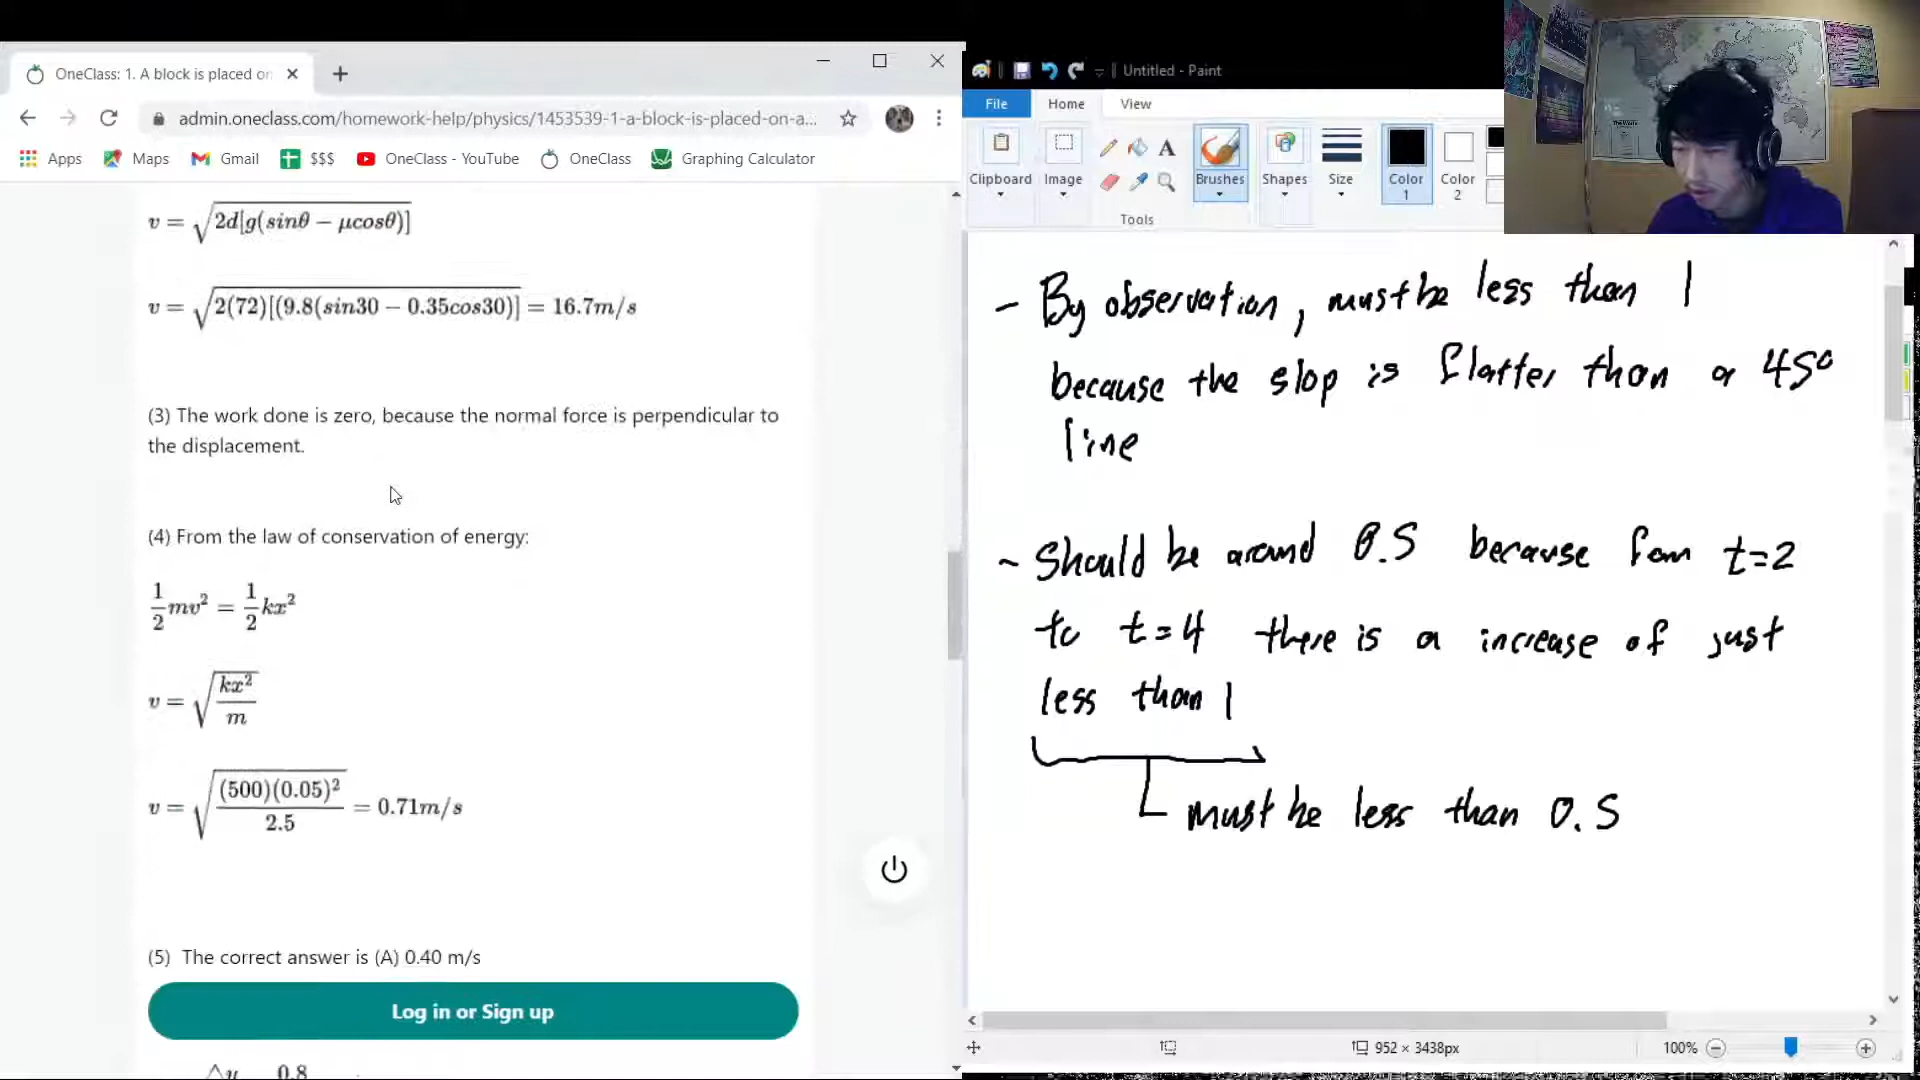 OneClass: 1. A block is placed on
admin.oneclass.com/homework-help/physics/1453539-1-a-block-is-placed-on-a...
Apps Maps Gmail $$$ OneClass - YouTube OneClass Graphing Calculator
v = √2d[g(sinθ − μcosθ)]
v = √2(72)[(9.8(sin30 − 0.35cos30)] = 16.7m/s
(3) The work done is zero, because the normal force is perpendicular to
the displacement.
(4) From the law of conservation of energy:
1/2 mv² = 1/2 kx²
v = √kx²/m
v = √(500)(0.05)²/2.5 = 0.71m/s
(5) The correct answer is (A) 0.40 m/s
Log in or Sign up
0.8
Untitled - Paint
File Home View
Clipboard Image Brushes Shapes Size Color 1 Color 2
Tools
- By observation, must be less than 1
because the slop is flatter than a 45°
line
~ Should be around 0.5 because from t=2
to t=4 there is a increase of just
less than 1
must be less than 0.5
952 × 3438px
100%